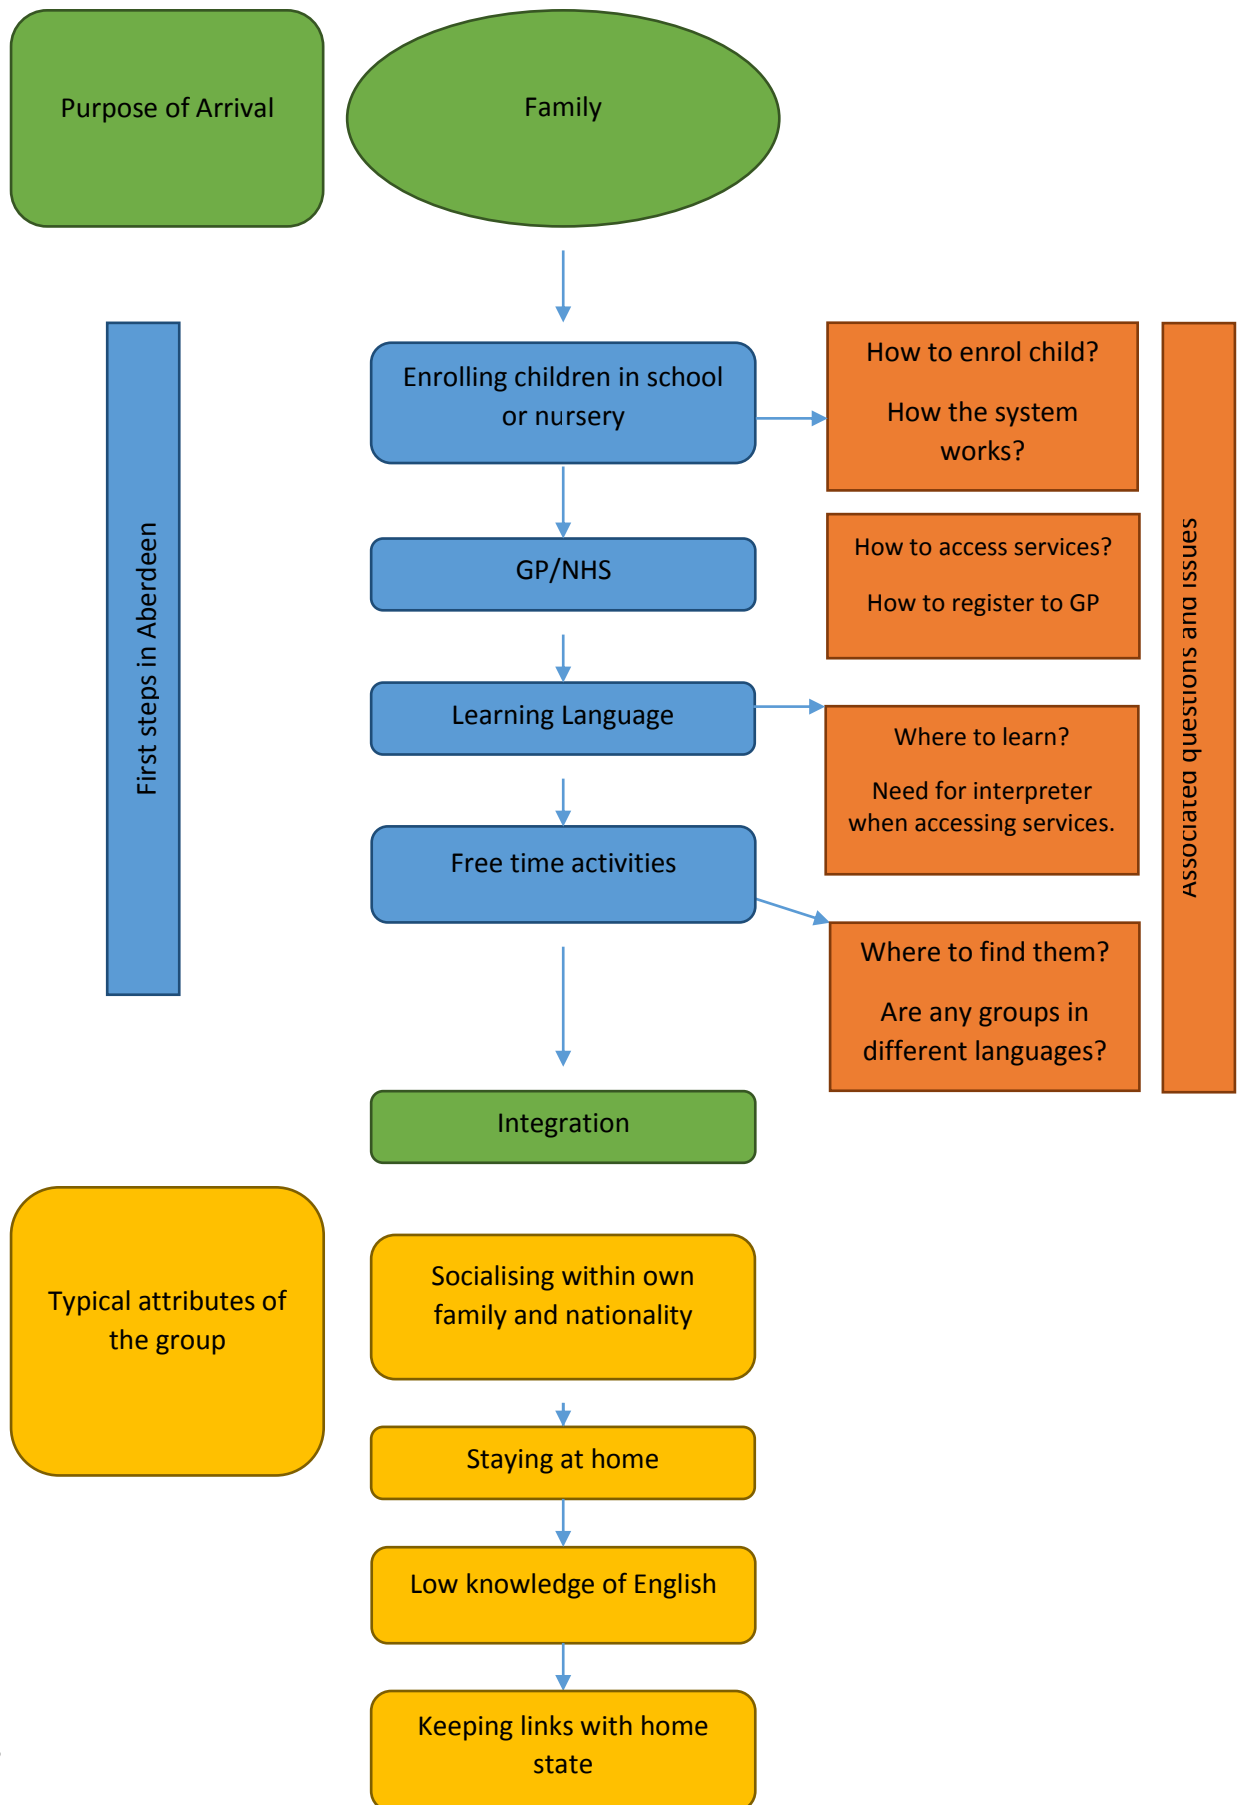 Purpose of Arrival
Family
First steps in Aberdeen
Enrolling children in school
or nursery
How to enrol child?
How the system
works?
GP/NHS
How to access services?
How to register to GP
Learning Language
Where to learn?
Need for interpreter
when accessing services.
Free time activities
Where to find them?
Are any groups in
different languages?
Associated questions and issues
Integration
Typical attributes of
the group
Socialising within own
family and nationality
Staying at home
Low knowledge of English
Keeping links with home
state